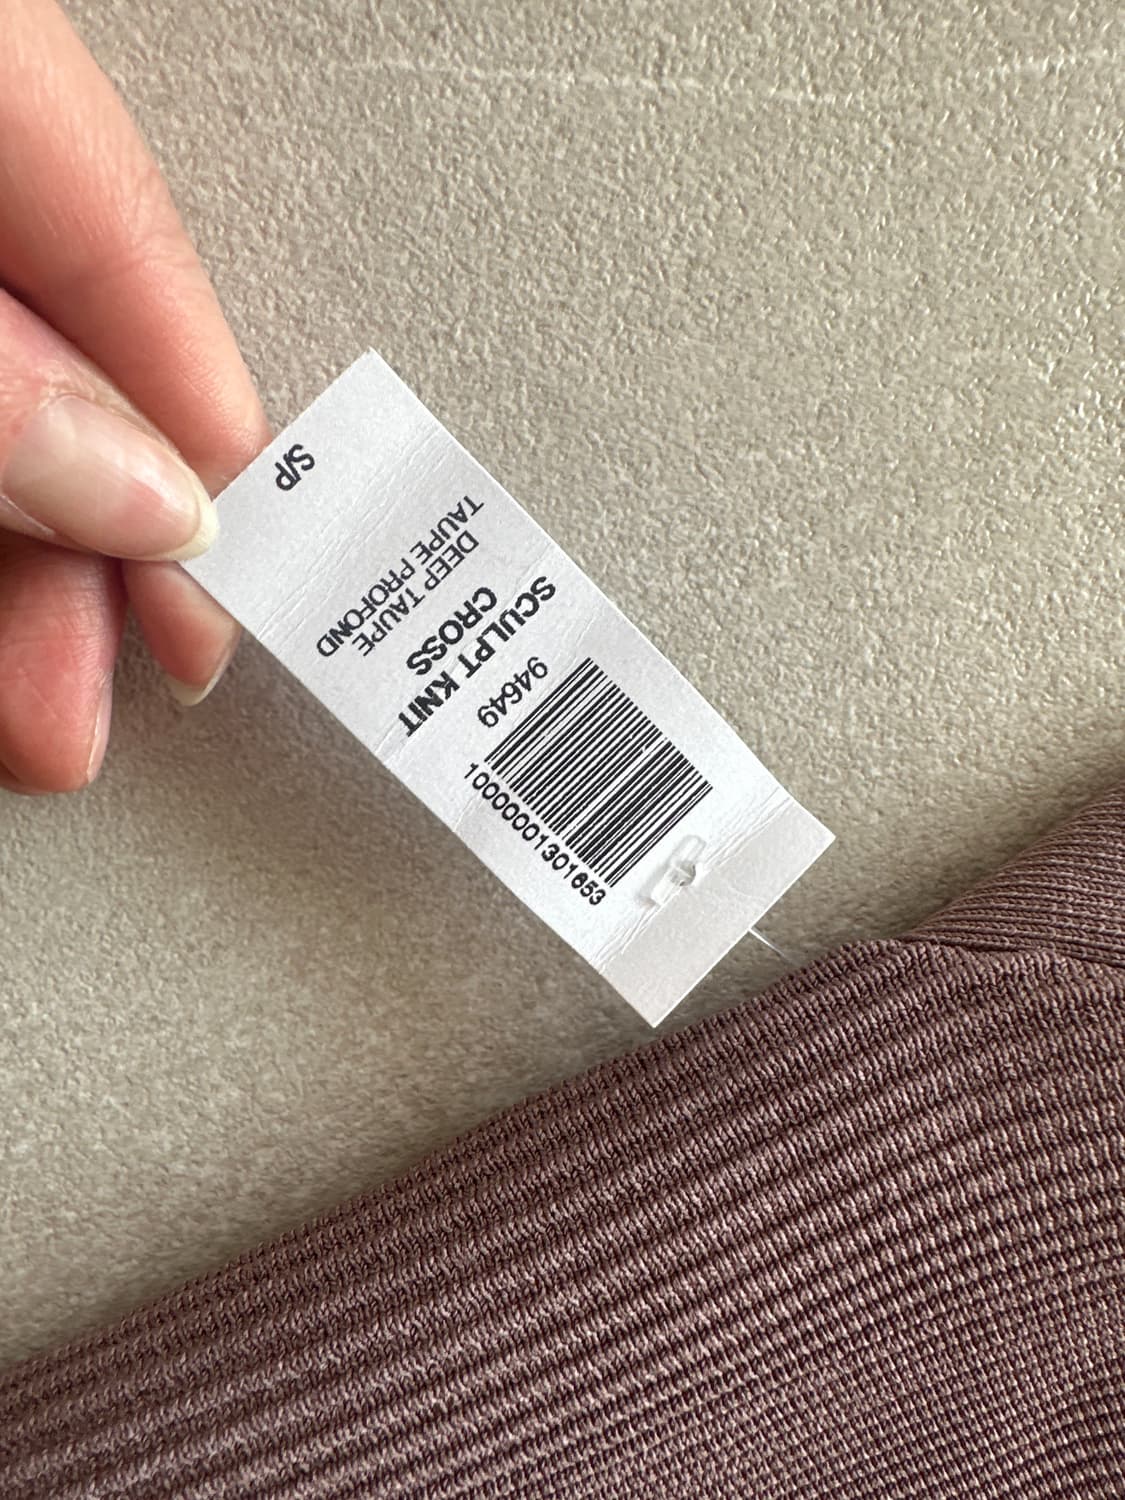 1000001301653
94649
SCULPT KNIT
CROSS
DEEP TAUPE
TAUPE PROFOND
S/P